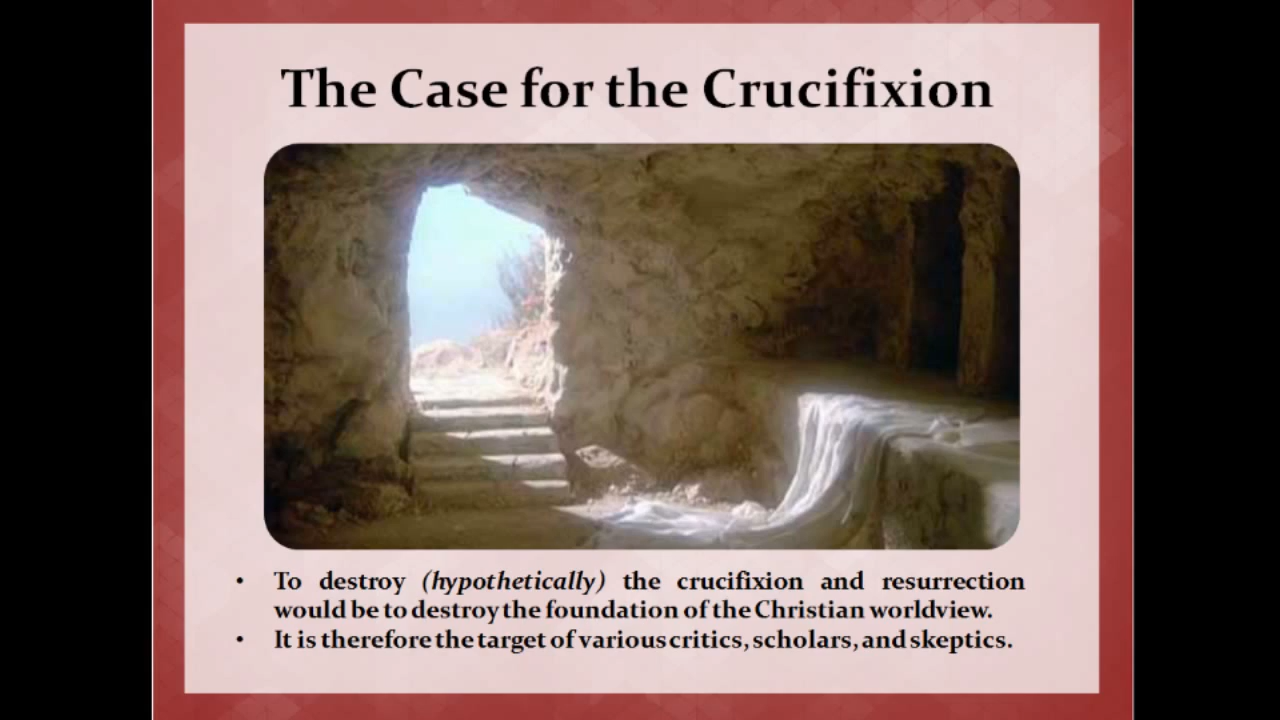 The Case for the Crucifixion
• To destroy (hypothetically) the crucifixion and resurrection
would be to destroy the foundation of the Christian worldview.
• It is therefore the target of various critics, scholars, and skeptics.